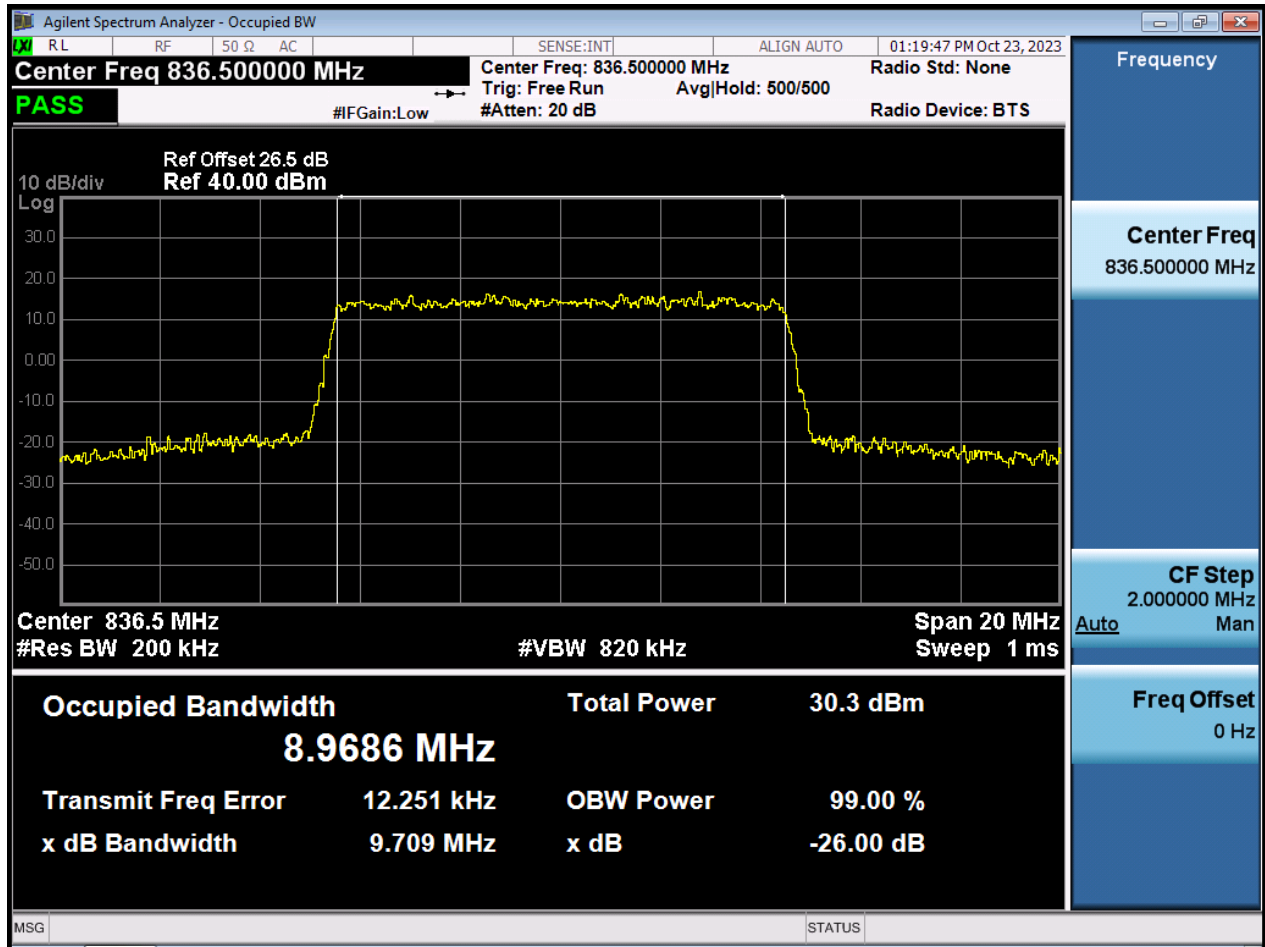 Agilent Spectrum Analyzer - Occupied BW
LXI RL RF 50 Ω AC SENSE:INT ALIGN AUTO 01:19:47 PM Oct 23, 2023
Center Freq 836.500000 MHz
Center Freq: 836.500000 MHz Radio Std: None
Trig: Free Run Avg|Hold: 500/500
PASS
#IFGain:Low #Atten: 20 dB Radio Device: BTS
Ref Offset 26.5 dB
10 dB/div Ref 40.00 dBm
Log
30.0
20.0
10.0
0.00
-10.0
-20.0
-30.0
-40.0
-50.0
Center 836.5 MHz Span 20 MHz
#Res BW 200 kHz #VBW 820 kHz Sweep 1 ms
Occupied Bandwidth Total Power 30.3 dBm
8.9686 MHz
Transmit Freq Error 12.251 kHz OBW Power 99.00 %
x dB Bandwidth 9.709 MHz x dB -26.00 dB
MSG STATUS
Frequency
Center Freq
836.500000 MHz
CF Step
2.000000 MHz
Auto Man
Freq Offset
0 Hz